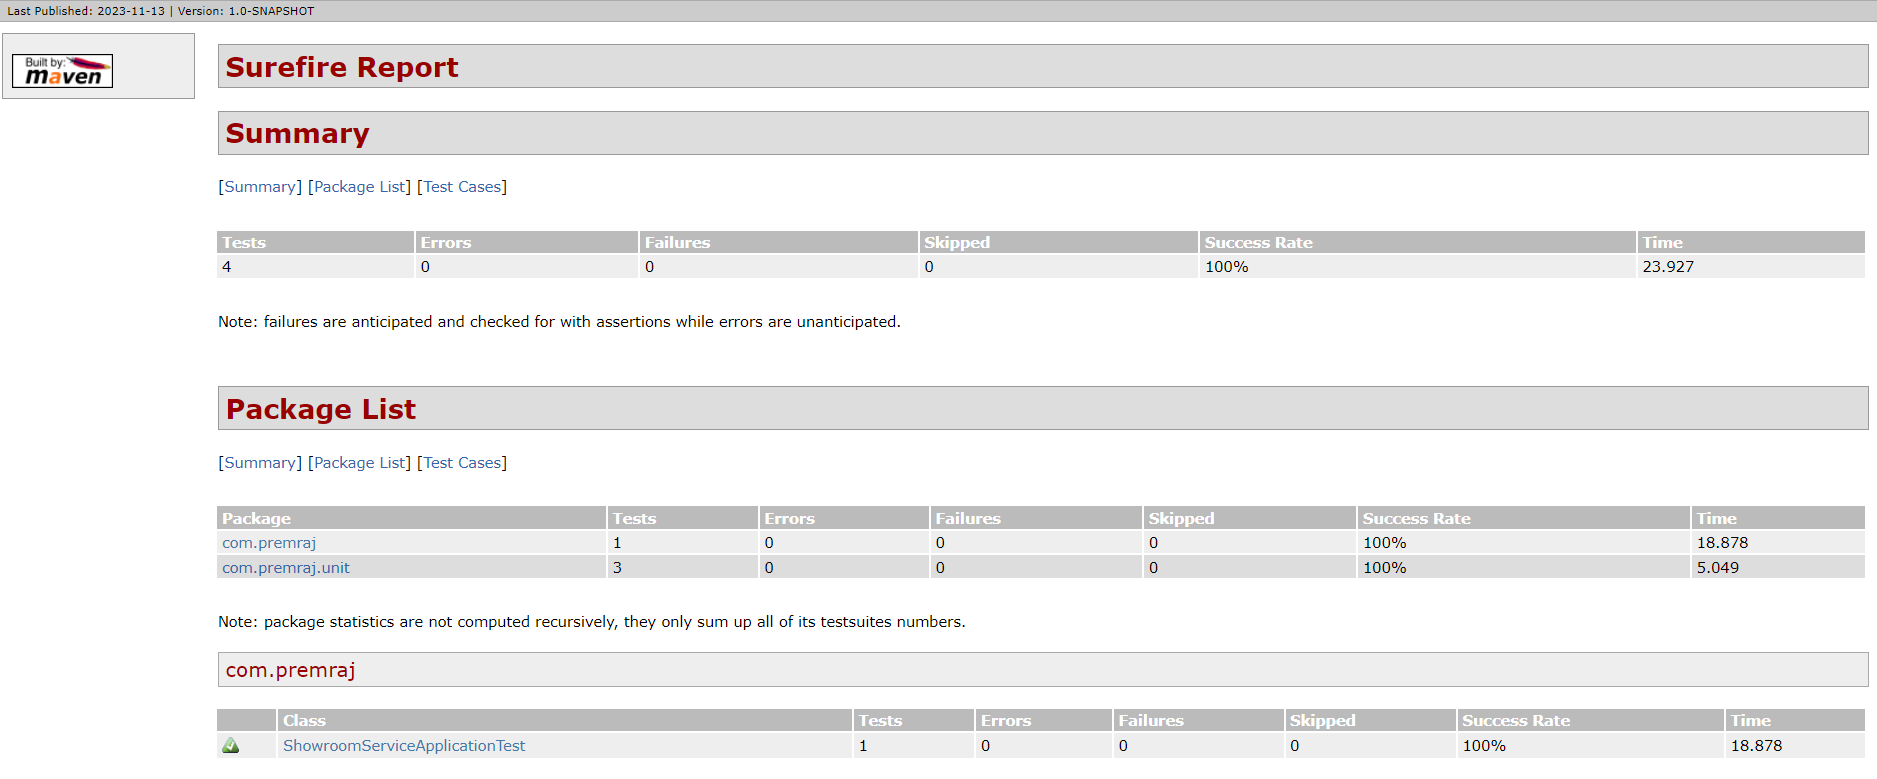 Last Published: 2023-11-13 | Version: 1.0-SNAPSHOT
Built by:
maven
Surefire Report
Summary
[Summary] [Package List] [Test Cases]
Tests Errors Failures Skipped Success Rate Time
4 0 0 0 100% 23.927
Note: failures are anticipated and checked for with assertions while errors are unanticipated.
Package List
[Summary] [Package List] [Test Cases]
Package Tests Errors Failures Skipped Success Rate Time
com.premraj 1 0 0 0 100% 18.878
com.premraj.unit 3 0 0 0 100% 5.049
Note: package statistics are not computed recursively, they only sum up all of its testsuites numbers.
com.premraj
Class Tests Errors Failures Skipped Success Rate Time
ShowroomServiceApplicationTest 1 0 0 0 100% 18.878